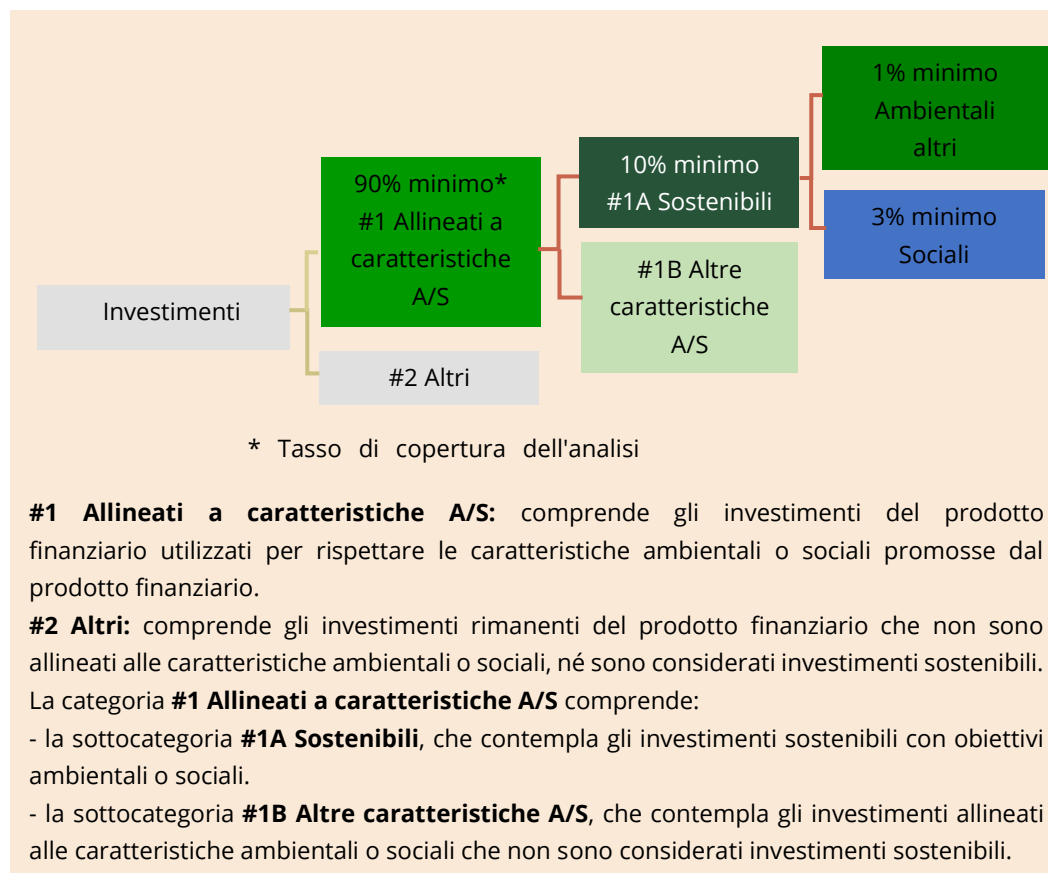 1% minimo
Ambientali
altri
10% minimo
#1A Sostenibili
90% minimo*
#1 Allineati a
caratteristiche
A/S
3% minimo
Sociali
#1B Altre
caratteristiche
A/S
Investimenti
#2 Altri
* Tasso di copertura dell'analisi
#1 Allineati a caratteristiche A/S: comprende gli investimenti del prodotto
finanziario utilizzati per rispettare le caratteristiche ambientali o sociali promosse dal
prodotto finanziario.
#2 Altri: comprende gli investimenti rimanenti del prodotto finanziario che non sono
allineati alle caratteristiche ambientali o sociali, né sono considerati investimenti sostenibili.
La categoria #1 Allineati a caratteristiche A/S comprende:
- la sottocategoria #1A Sostenibili, che contempla gli investimenti sostenibili con obiettivi
ambientali o sociali.
- la sottocategoria #1B Altre caratteristiche A/S, che contempla gli investimenti allineati
alle caratteristiche ambientali o sociali che non sono considerati investimenti sostenibili.